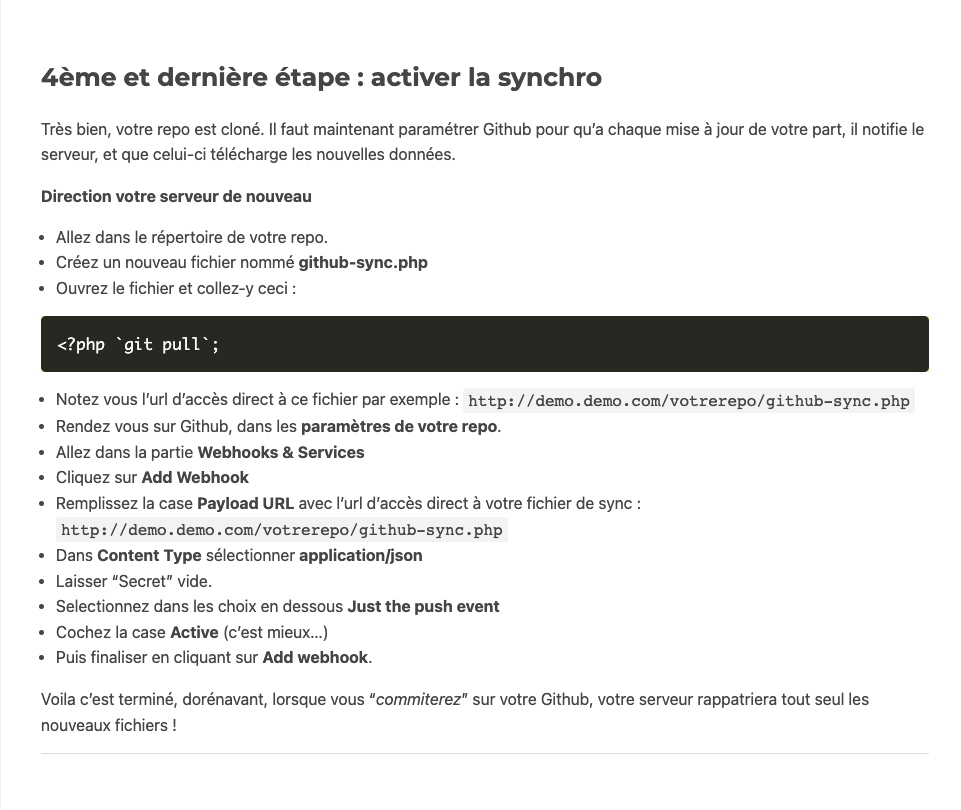 4ème et dernière étape : activer la synchro
Très bien, votre repo est cloné. Il faut maintenant paramétrer Github pour qu’a chaque mise à jour de votre part, il notifie le
serveur, et que celui-ci télécharge les nouvelles données.
Direction votre serveur de nouveau
• Allez dans le répertoire de votre repo.
• Créez un nouveau fichier nommé github-sync.php
• Ouvrez le fichier et collez-y ceci :
<?php `git pull`;
• Notez vous l’url d’accès direct à ce fichier par exemple : http://demo.demo.com/votrerepo/github-sync.php
• Rendez vous sur Github, dans les paramètres de votre repo.
• Allez dans la partie Webhooks & Services
• Cliquez sur Add Webhook
• Remplissez la case Payload URL avec l’url d’accès direct à votre fichier de sync :
http://demo.demo.com/votrerepo/github-sync.php
• Dans Content Type sélectionner application/json
• Laisser “Secret” vide.
• Selectionnez dans les choix en dessous Just the push event
• Cochez la case Active (c’est mieux…)
• Puis finaliser en cliquant sur Add webhook.
Voila c’est terminé, dorénavant, lorsque vous “commiterez” sur votre Github, votre serveur rappatriera tout seul les
nouveaux fichiers !